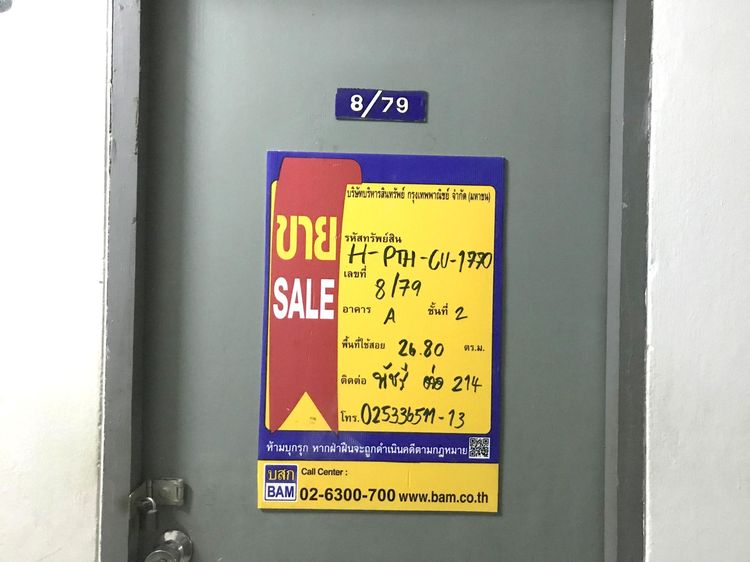 8/79
บริษัทบริหารสินทรัพย์ กรุงเทพพาณิชย์ จำกัด (มหาชน)
ขาย
SALE
รหัสทรัพย์สิน
H-PTH-CU-1770
เลขที่ 8/79
อาคาร A ชั้นที่ 2
พื้นที่ใช้สอย 26.80 ตร.ม.
ติดต่อ พัชรี ต่อ 214
โทร.
ห้ามบุกรุก หากฝ่าฝืนจะถูกดำเนินคดีตามกฎหมาย
บสก
BAM
Call Center :
02-6300-700 www.bam.co.th